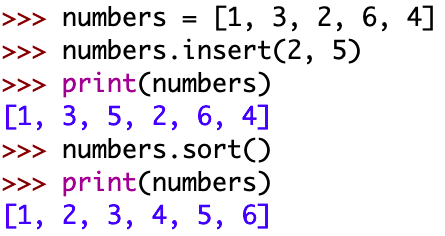 >>> numbers = [1, 3, 2, 6, 4]
>>> numbers.insert(2, 5)
>>> print(numbers)
[1, 3, 5, 2, 6, 4]
>>> numbers.sort()
>>> print(numbers)
[1, 2, 3, 4, 5, 6]